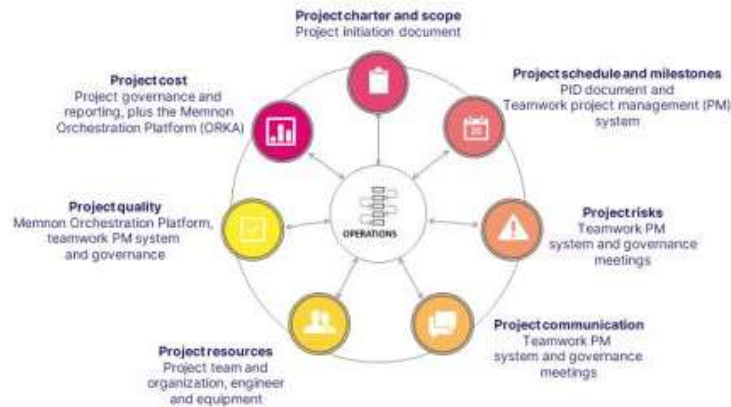 Project charter and scope
Project initiation document
Project schedule and milestones
PID document and
Teamwork project management (PM)
system
Project risks
Teamwork PM
system and governance
meetings
Project communication
Teamwork PM
system and governance
meetings
Project resources
Project team and
organization, engineer
and equipment
Project quality
Memnon Orchestration Platform,
teamwork PM system
and governance
Project cost
Project governance and
reporting, plus the Memnon
Orchestration Platform (ORKA)
OPERATIONS